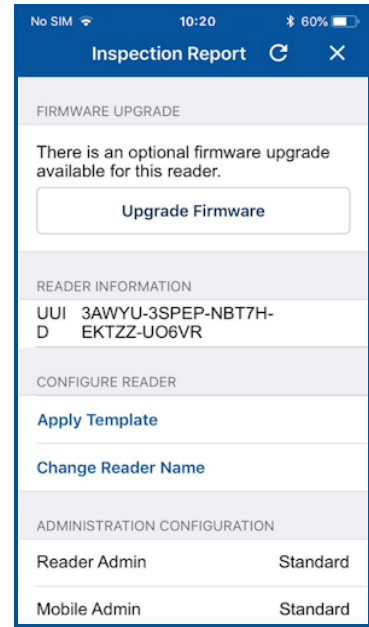 No SIM 10:20 60%
Inspection Report
FIRMWARE UPGRADE
There is an optional firmware upgrade
available for this reader.
Upgrade Firmware
READER INFORMATION
UUI 3AWYU-3SPEP-NBT7H-
D EKTZZ-UO6VR
CONFIGURE READER
Apply Template
Change Reader Name
ADMINISTRATION CONFIGURATION
Reader Admin Standard
Mobile Admin Standard